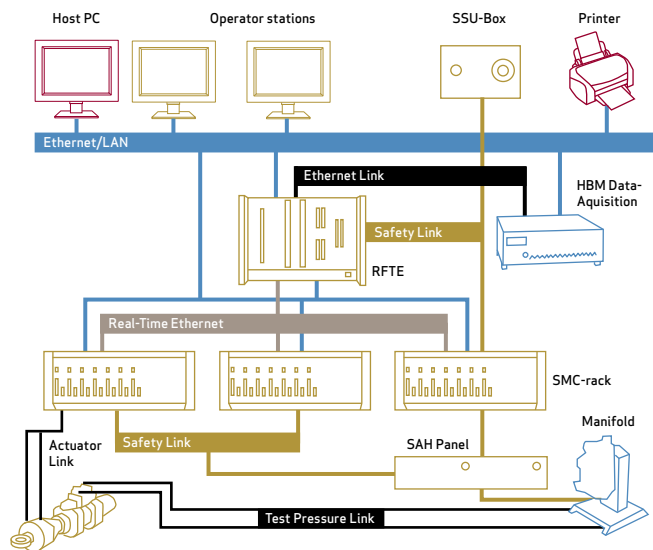 Host PC
Operator stations
SSU-Box
Printer
Ethernet/LAN
Ethernet Link
HBM Data-
Aquisition
Safety Link
RFTE
Real-Time Ethernet
SMC-rack
Actuator
Link
Safety Link
SAH Panel
Manifold
Test Pressure Link